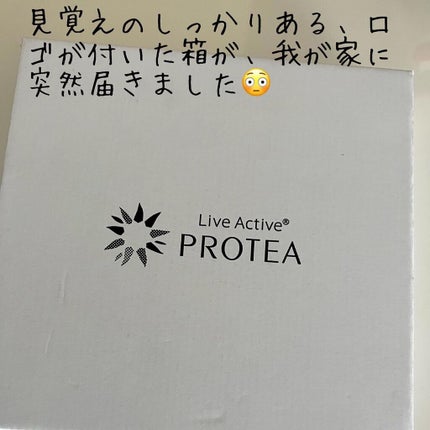 見覚えのしっかりある、ロ
ゴが付いた箱が、我が家に
突然届きました😳
Live Active®
PROTEA